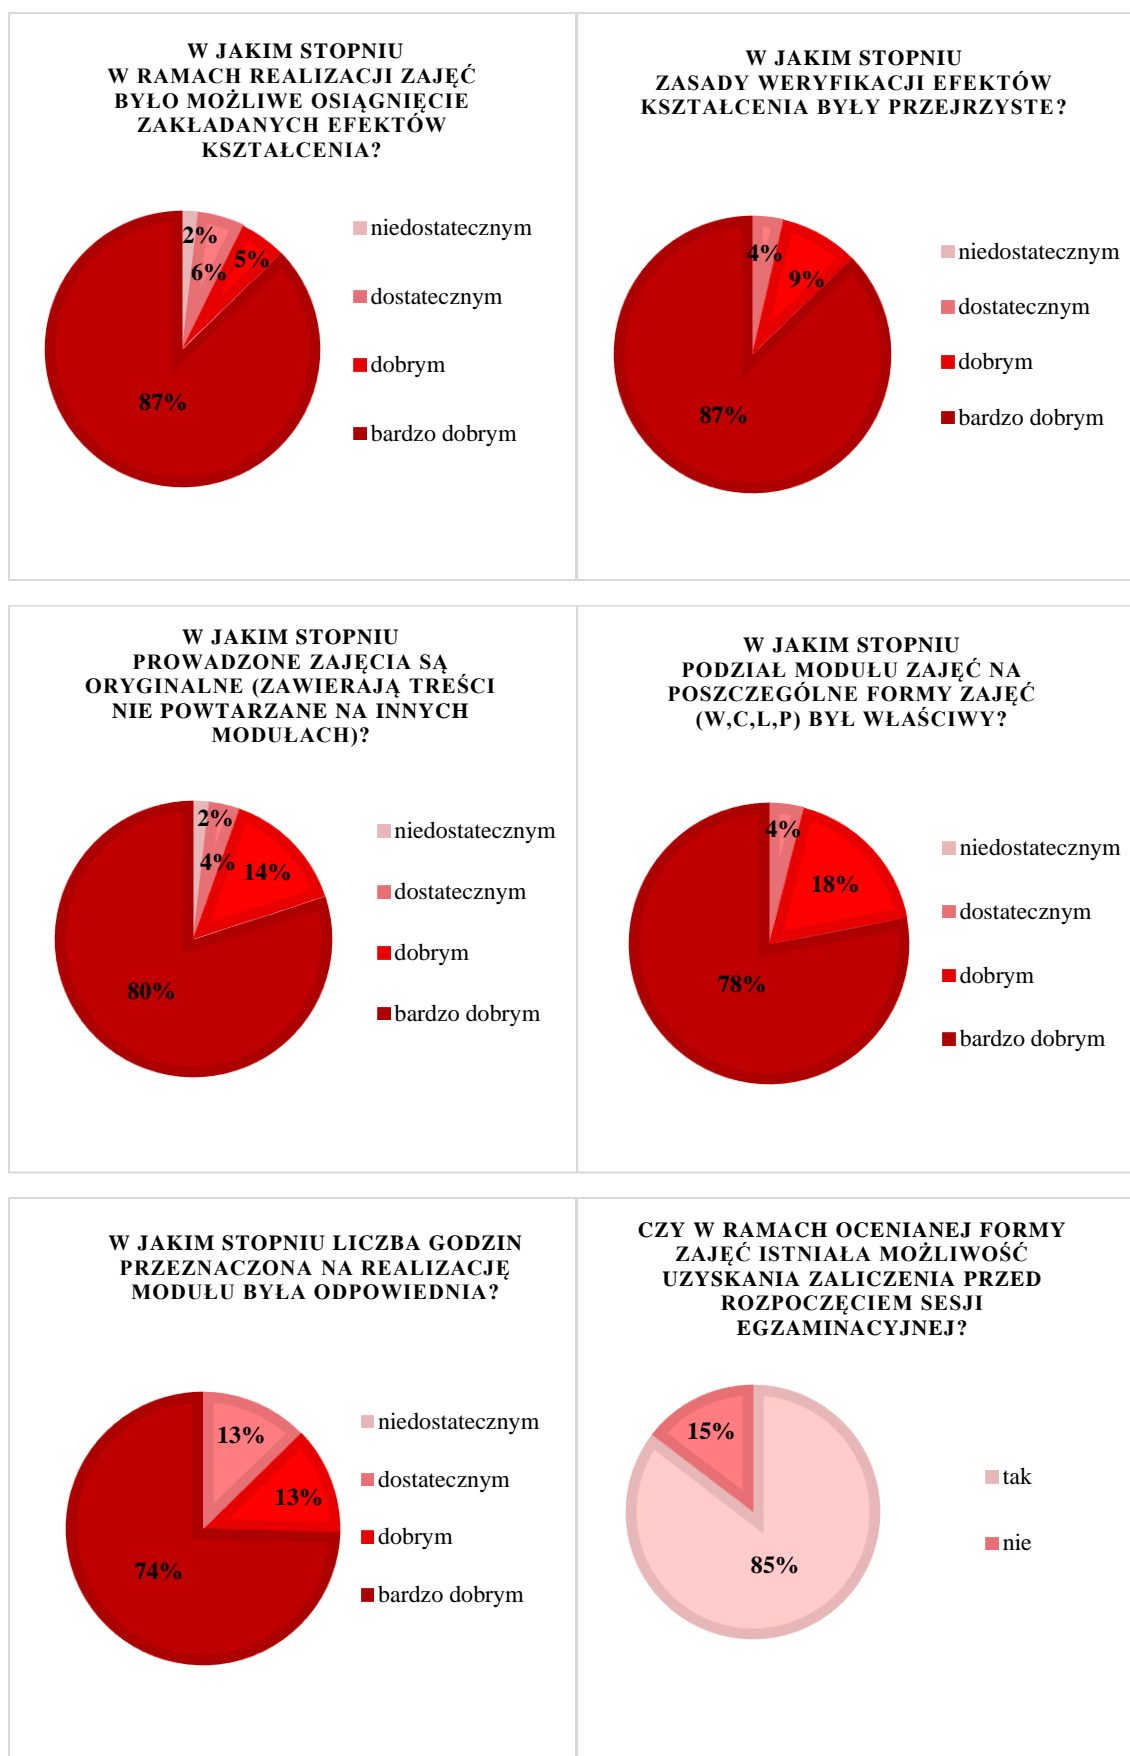 W JAKIM STOPNIU
W RAMACH REALIZACJI ZAJĘĆ
BYŁO MOŻLIWE OSIĄGNIĘCIE
ZAKŁADANYCH EFEKTÓW
KSZTAŁCENIA?
2%
6%
5%
87%
niedostatecznym
dostatecznym
dobrym
bardzo dobrym
W JAKIM STOPNIU
ZASADY WERYFIKACJI EFEKTÓW
KSZTAŁCENIA BYŁY PRZEJRZYSTE?
4%
9%
87%
niedostatecznym
dostatecznym
dobrym
bardzo dobrym
W JAKIM STOPNIU
PROWADZONE ZAJĘCIA SĄ
ORYGINALNE (ZAWIERAJĄ TREŚCI
NIE POWTARZANE NA INNYCH
MODUŁACH)?
2%
4%
14%
80%
niedostatecznym
dostatecznym
dobrym
bardzo dobrym
W JAKIM STOPNIU
PODZIAŁ MODUŁU ZAJĘĆ NA
POSZCZEGÓLNE FORMY ZAJĘĆ
(W,C,L,P) BYŁ WŁAŚCIWY?
4%
18%
78%
niedostatecznym
dostatecznym
dobrym
bardzo dobrym
W JAKIM STOPNIU LICZBA GODZIN
PRZEZNACZONA NA REALIZACJĘ
MODUŁU BYŁA ODPOWIEDNIA?
13%
13%
74%
niedostatecznym
dostatecznym
dobrym
bardzo dobrym
CZY W RAMACH OCENIANEJ FORMY
ZAJĘĆ ISTNIAŁA MOŻLIWOŚĆ
UZYSKANIA ZALICZENIA PRZED
ROZPOCZĘCIEM SESJI
EGZAMINACYJNEJ?
15%
85%
tak
nie